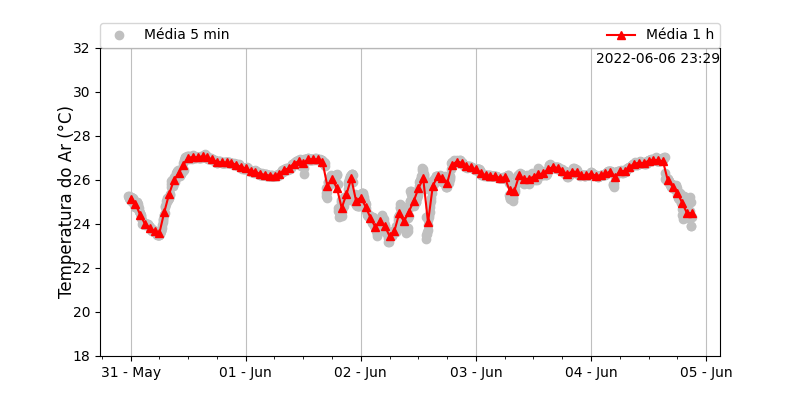 Média 5 min
Média 1 h
2022-06-06 23:29
Temperatura do Ar (°C)
32
30
28
26
24
22
20
18
31 - May
01 - Jun
02 - Jun
03 - Jun
04 - Jun
05 - Jun